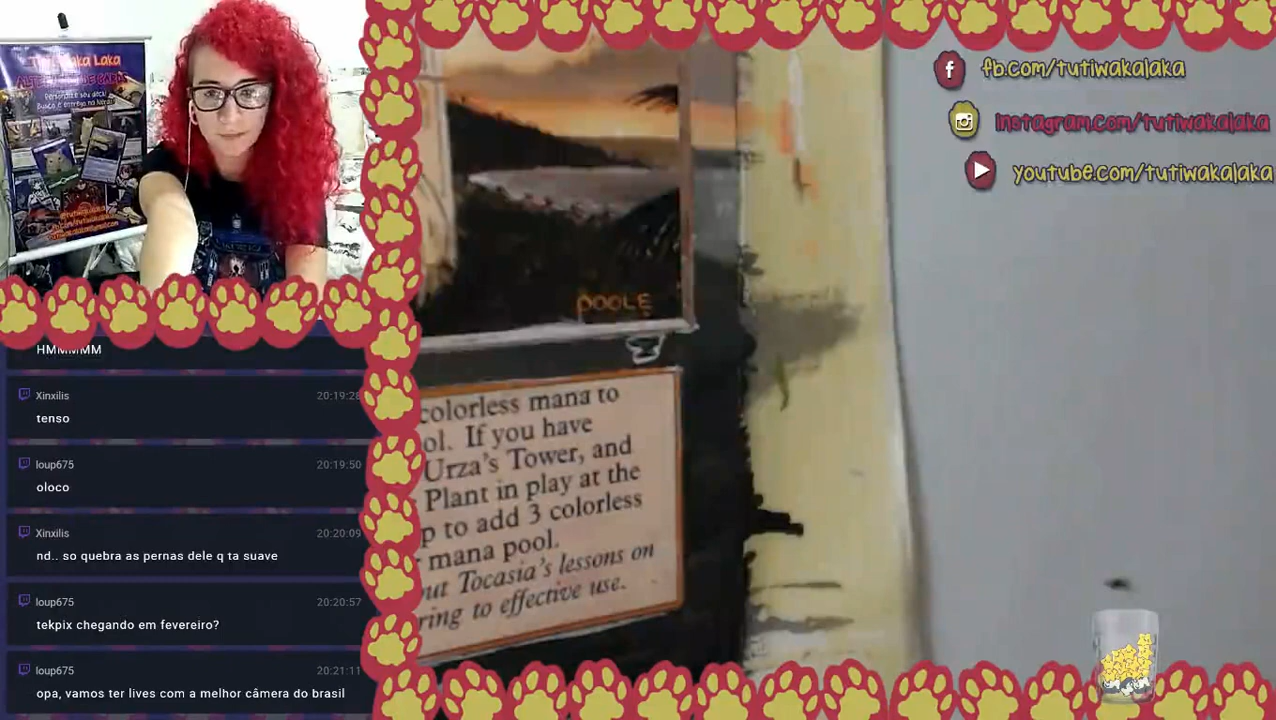 HMMMMM
Xinxilis 20:19:28
tenso
loup675 20:19:50
oloco
Xinxilis 20:20:09
nd.. so quebra as pernas dele q ta suave
loup675 20:20:57
tekpix chegando em fevereiro?
loup675 20:21:11
opa, vamos ter lives com a melhor câmera do brasil
POOLE
colorless mana to
ol. If you have
Urza's Tower, and
Plant in play at the
p to add 3 colorless
mana pool.
ut Tocasia's lessons on
ring to effective use.
fb.com/tutiwakalaka
instagram.com/tutiwakalaka
youtube.com/tutiwakalaka